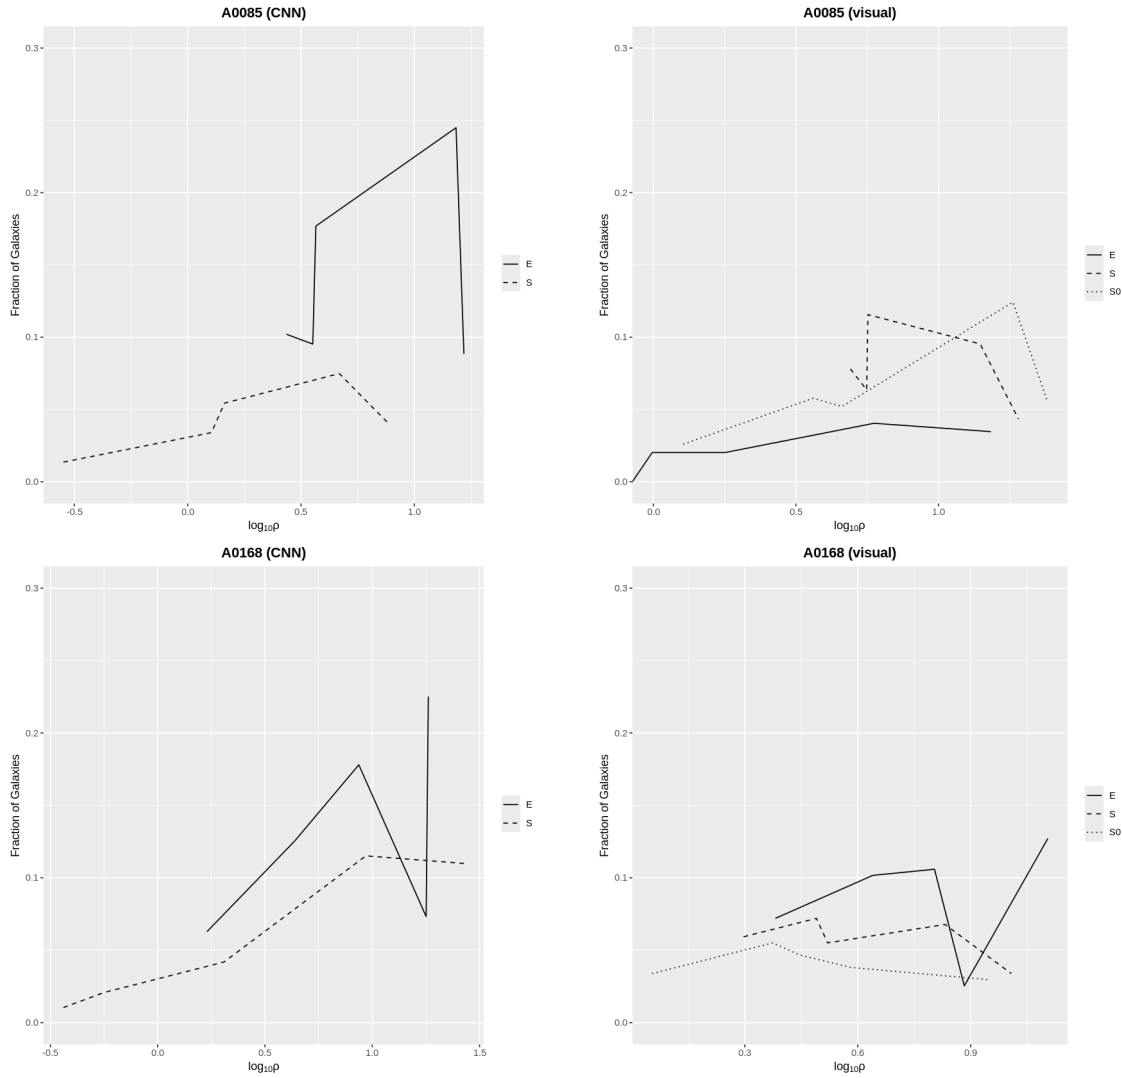 A0085 (CNN)
Fraction of Galaxies
0.3
0.2
0.1
0.0
-0.5 0.0 0.5 1.0
log₁₀ρ
E
S
A0085 (visual)
Fraction of Galaxies
0.3
0.2
0.1
0.0
0.0 0.5 1.0
log₁₀ρ
E
S
S0
A0168 (CNN)
Fraction of Galaxies
0.3
0.2
0.1
0.0
-0.5 0.0 0.5 1.0 1.5
log₁₀ρ
E
S
A0168 (visual)
Fraction of Galaxies
0.3
0.2
0.1
0.0
0.3 0.6 0.9
log₁₀ρ
E
S
S0